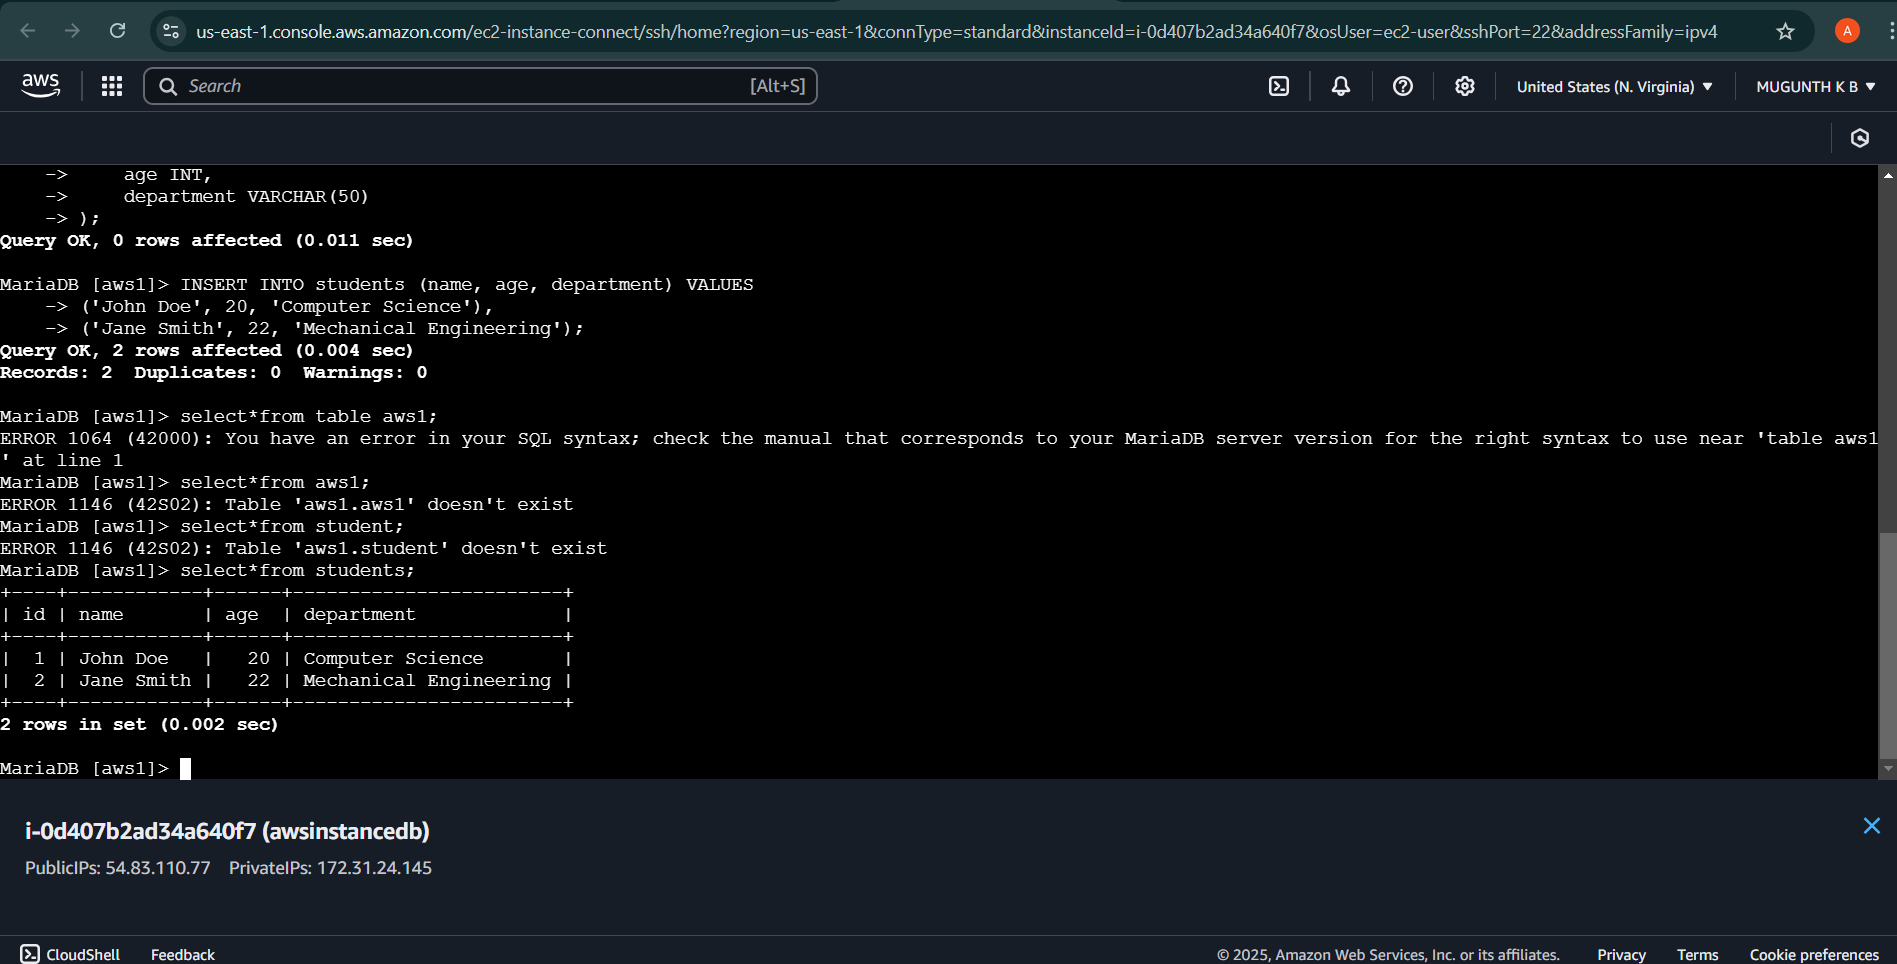 us-east-1.console.aws.amazon.com/ec2-instance-connect/ssh/home?region=us-east-1&connType=standard&instanceId=i-0d407b2ad34a640f7&osUser=ec2-user&sshPort=22&addressFamily=ipv4
A
aws
Search
[Alt+S]
United States (N. Virginia)
MUGUNTH K B
    ->     age INT,
    ->     department VARCHAR(50)
    -> );
Query OK, 0 rows affected (0.011 sec)
MariaDB [aws1]> INSERT INTO students (name, age, department) VALUES
    -> ('John Doe', 20, 'Computer Science'),
    -> ('Jane Smith', 22, 'Mechanical Engineering');
Query OK, 2 rows affected (0.004 sec)
Records: 2  Duplicates: 0  Warnings: 0
MariaDB [aws1]> select*from table aws1;
ERROR 1064 (42000): You have an error in your SQL syntax; check the manual that corresponds to your MariaDB server version for the right syntax to use near 'table aws1
' at line 1
MariaDB [aws1]> select*from aws1;
ERROR 1146 (42S02): Table 'aws1.aws1' doesn't exist
MariaDB [aws1]> select*from student;
ERROR 1146 (42S02): Table 'aws1.student' doesn't exist
MariaDB [aws1]> select*from students;
+----+------------+------+------------------------+
| id | name       | age  | department             |
+----+------------+------+------------------------+
|  1 | John Doe   |   20 | Computer Science       |
|  2 | Jane Smith |   22 | Mechanical Engineering |
+----+------------+------+------------------------+
2 rows in set (0.002 sec)
MariaDB [aws1]>
i-0d407b2ad34a640f7 (awsinstancedb)
PublicIPs: 54.83.110.77    PrivateIPs: 172.31.24.145
CloudShell
Feedback
© 2025, Amazon Web Services, Inc. or its affiliates.
Privacy
Terms
Cookie preferences